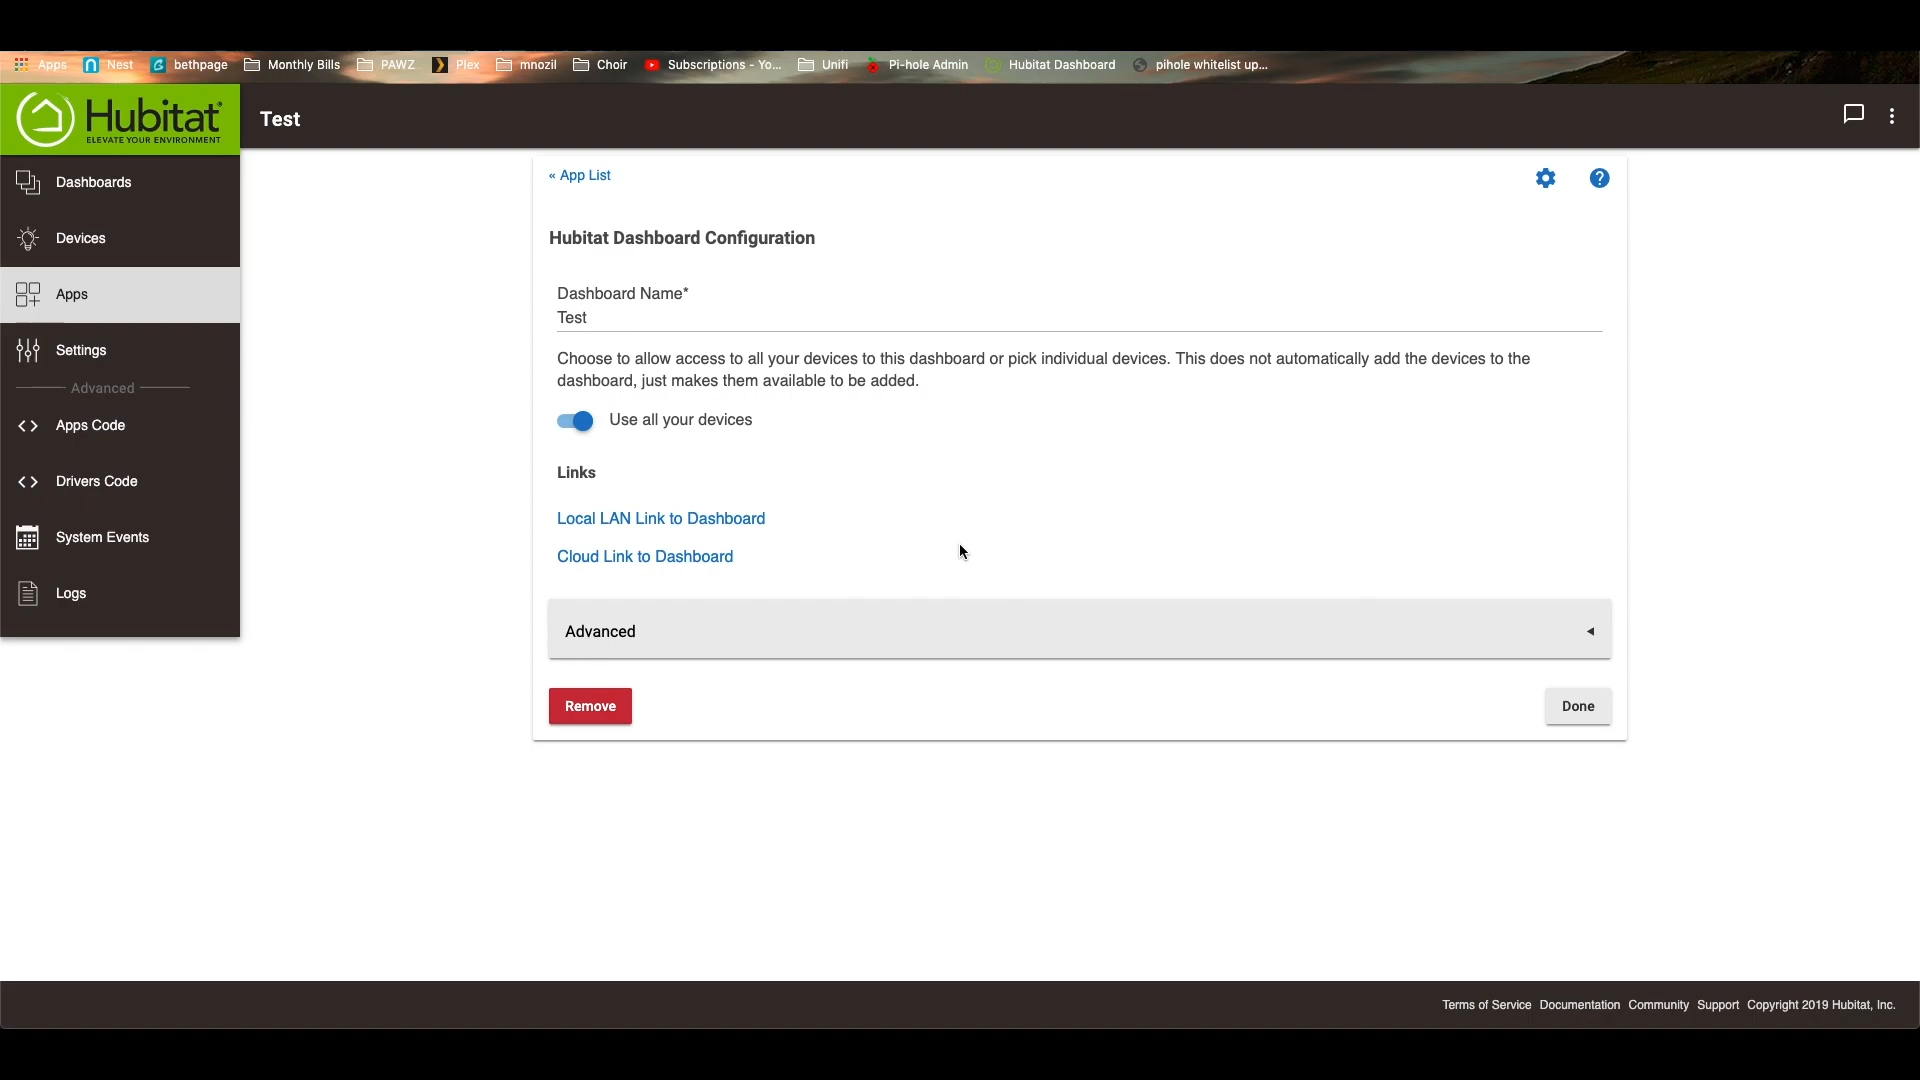 Apps Nest bethpage Monthly Bills PAWZ Plex mnozil Choir Subscriptions - Yo... Unifi Pi-hole Admin Hubitat Dashboard pihole whitelist up...
Hubitat
ELEVATE YOUR ENVIRONMENT
Test
Dashboards
Devices
Apps
Settings
Advanced
Apps Code
Drivers Code
System Events
Logs
« App List
Hubitat Dashboard Configuration
Dashboard Name*
Test
Choose to allow access to all your devices to this dashboard or pick individual devices. This does not automatically add the devices to the
dashboard, just makes them available to be added.
Use all your devices
Links
Local LAN Link to Dashboard
Cloud Link to Dashboard
Advanced
Remove
Done
Terms of Service Documentation Community Support Copyright 2019 Hubitat, Inc.